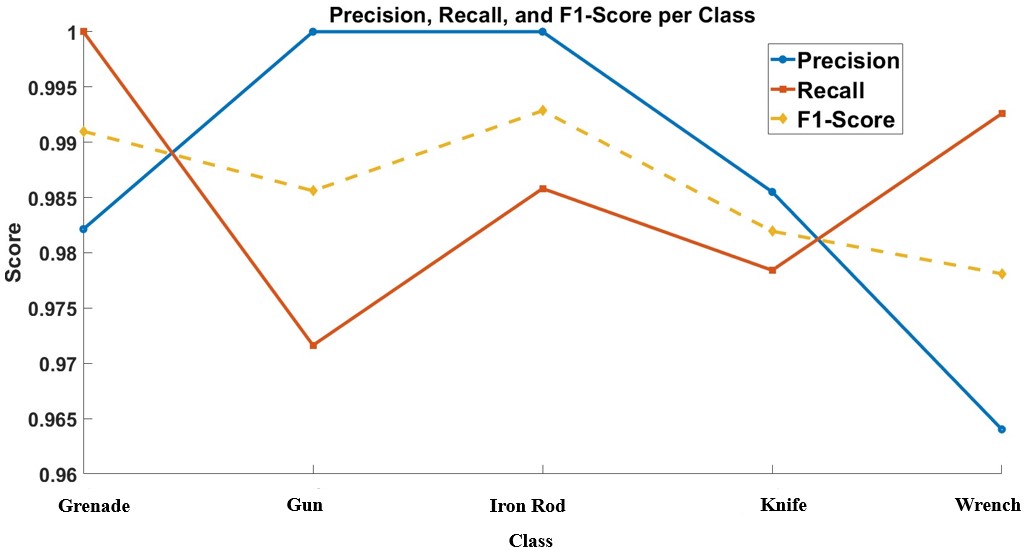 Precision, Recall, and F1-Score per Class
1
0.995
0.99
0.985
0.98
0.975
0.97
0.965
0.96
Score
Precision
Recall
F1-Score
Grenade Gun Iron Rod Knife Wrench
Class